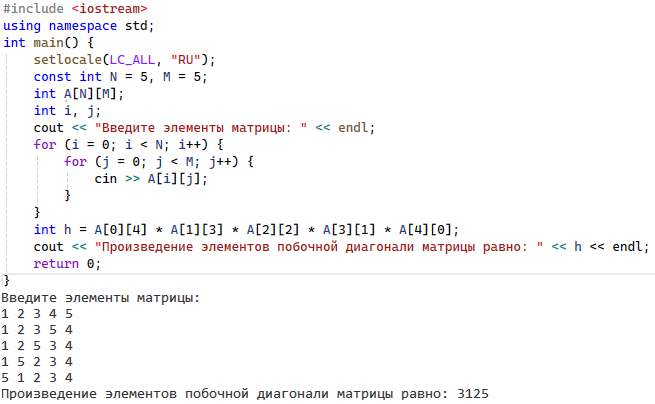 #include <iostream>
using namespace std;
int main() {
    setlocale(LC_ALL, "RU");
    const int N = 5, M = 5;
    int A[N][M];
    int i, j;
    cout << "Введите элементы матрицы: " << endl;
    for (i = 0; i < N; i++) {
        for (j = 0; j < M; j++) {
            cin >> A[i][j];
        }
    }
    int h = A[0][4] * A[1][3] * A[2][2] * A[3][1] * A[4][0];
    cout << "Произведение элементов побочной диагонали матрицы равно: " << h << endl;
    return 0;
}
Введите элементы матрицы:
1 2 3 4 5
1 2 3 5 4
1 2 5 3 4
1 5 2 3 4
5 1 2 3 4
Произведение элементов побочной диагонали матрицы равно: 3125